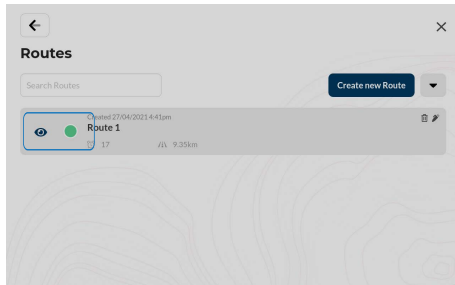 Routes
Search Routes
Create new Route
Created 27/04/2021 4:41pm
Route 1
17 9.35km